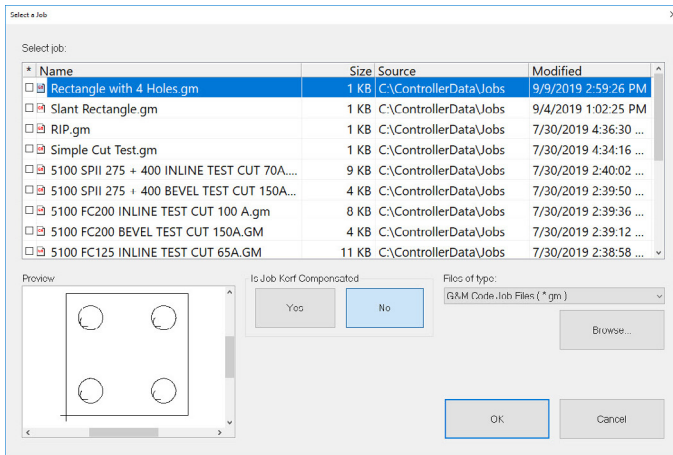 Select a Job
Select job:
* Name Size Source Modified
Rectangle with 4 Holes.gm 1 KB C:\ControllerData\Jobs 9/9/2019 2:59:26 PM
Slant Rectangle.gm 1 KB C:\ControllerData\Jobs 9/4/2019 1:02:25 PM
RIP.gm 1 KB C:\ControllerData\Jobs 7/30/2019 4:36:30 ...
Simple Cut Test.gm 1 KB C:\ControllerData\Jobs 7/30/2019 4:34:16 ...
5100 SPII 275 + 400 INLINE TEST CUT 70A.... 9 KB C:\ControllerData\Jobs 7/30/2019 2:40:02 ...
5100 SPII 275 + 400 BEVEL TEST CUT 150A... 4 KB C:\ControllerData\Jobs 7/30/2019 2:39:50 ...
5100 FC200 INLINE TEST CUT 100 A.gm 8 KB C:\ControllerData\Jobs 7/30/2019 2:39:36 ...
5100 FC200 BEVEL TEST CUT 150A.GM 4 KB C:\ControllerData\Jobs 7/30/2019 2:39:12 ...
5100 FC125 INLINE TEST CUT 65A.GM 11 KB C:\ControllerData\Jobs 7/30/2019 2:38:58 ...
Preview Is Job Kerf Compensated Files of type:
Yes No G&M Code Job Files ( *.gm )
Browse...
OK Cancel